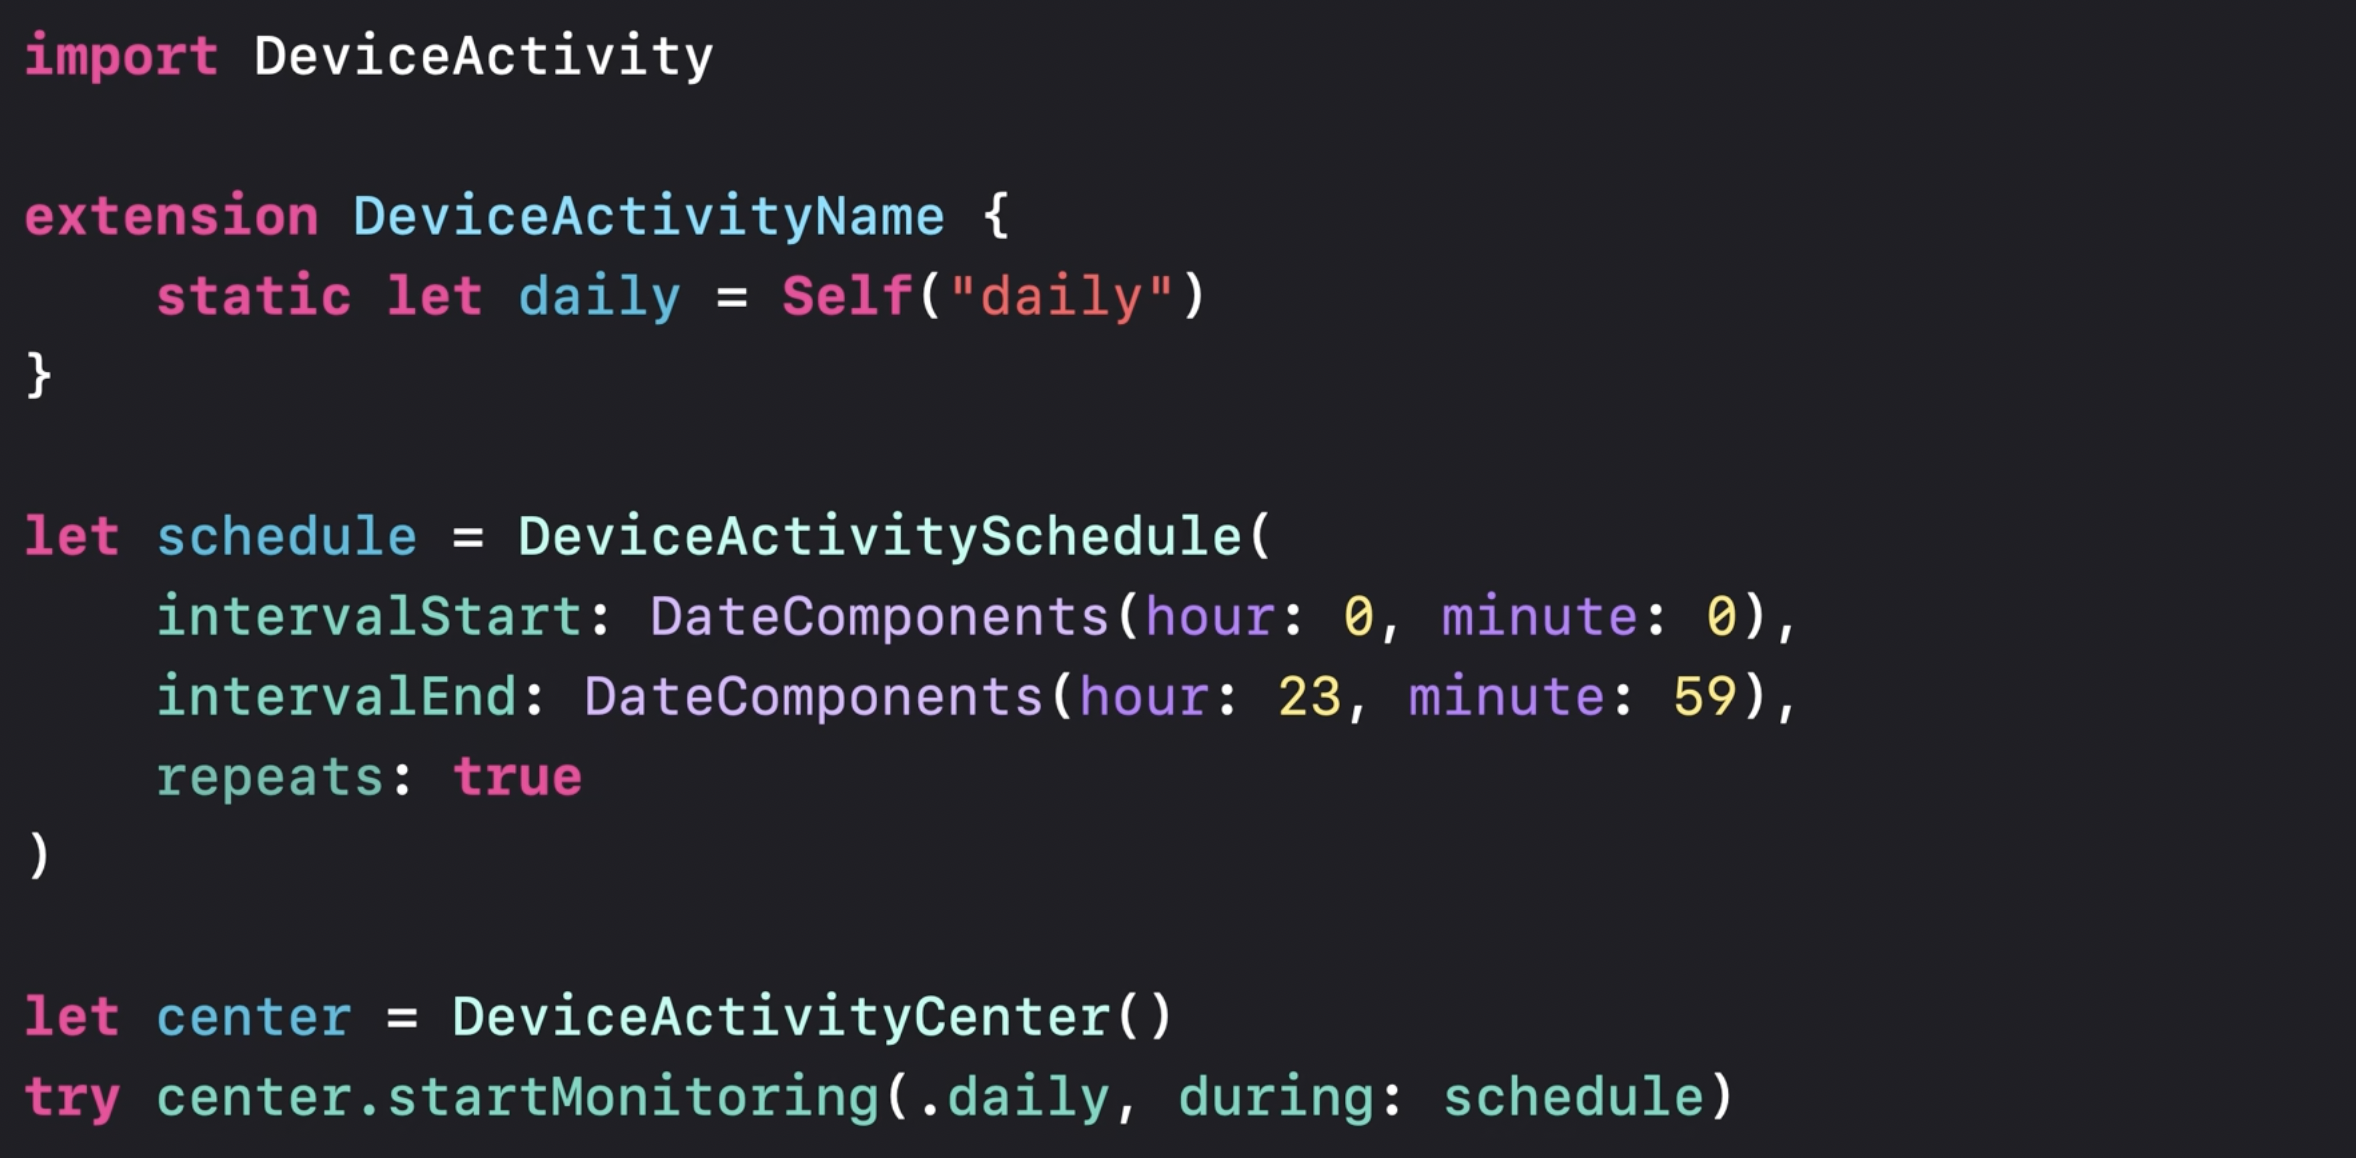 import DeviceActivity
extension DeviceActivityName {
    static let daily = Self("daily")
}
let schedule = DeviceActivitySchedule(
    intervalStart: DateComponents(hour: 0, minute: 0),
    intervalEnd: DateComponents(hour: 23, minute: 59),
    repeats: true
)
let center = DeviceActivityCenter()
try center.startMonitoring(.daily, during: schedule)